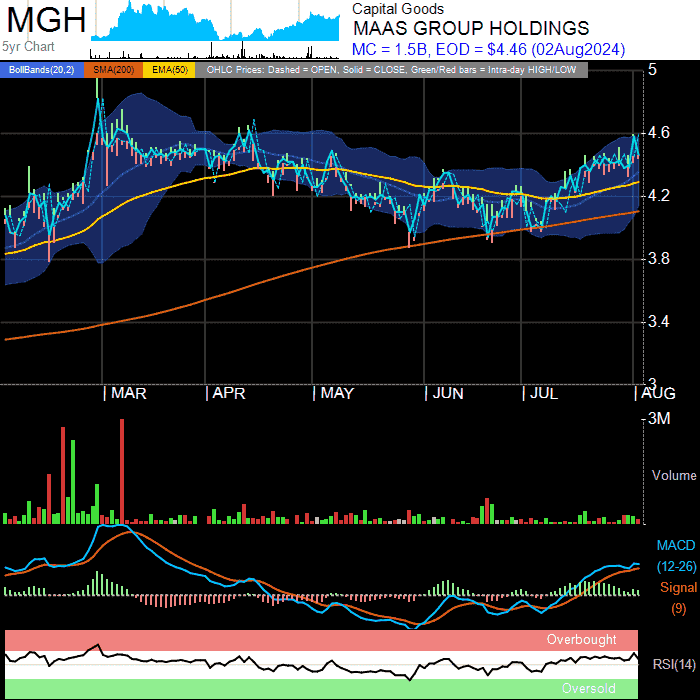 MGH
5yr Chart
Capital Goods
MAAS GROUP HOLDINGS
MC = 1.5B, EOD = $4.46 (02Aug2024)
BollBands(20,2) SMA(200) EMA(50) OHLC Prices: Dashed = OPEN, Solid = CLOSE, Green/Red bars = Intra-day HIGH/LOW
5
4.6
4.2
3.8
3.4
3
MAR APR MAY JUN JUL AUG
3M
Volume
MACD
(12-26)
Signal
(9)
Overbought
RSI(14)
Oversold